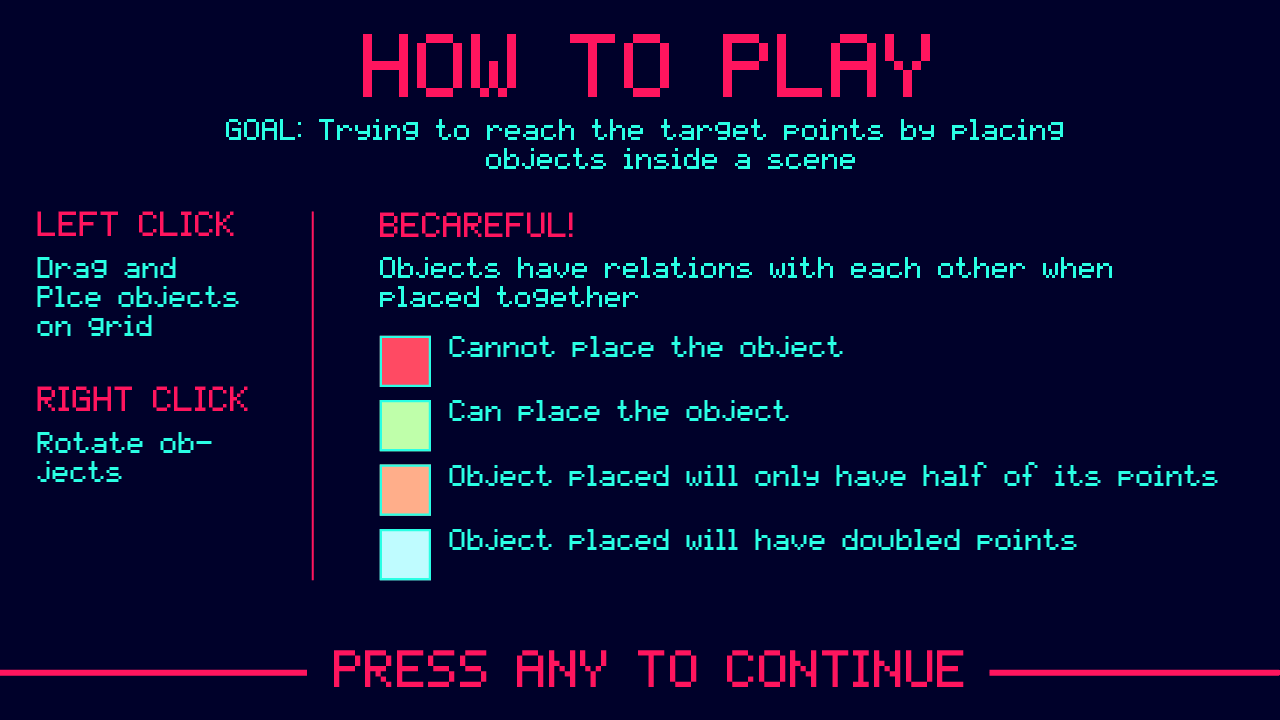 HOW TO PLAY
GOAL: Trying to reach the target points by placing
objects inside a scene
LEFT CLICK
Drag and
Plce objects
on grid
RIGHT CLICK
Rotate ob-
jects
BECAREFUL!
Objects have relations with each other when
placed together
Cannot place the object
Can place the object
Object placed will only have half of its points
Object placed will have doubled points
PRESS ANY TO CONTINUE